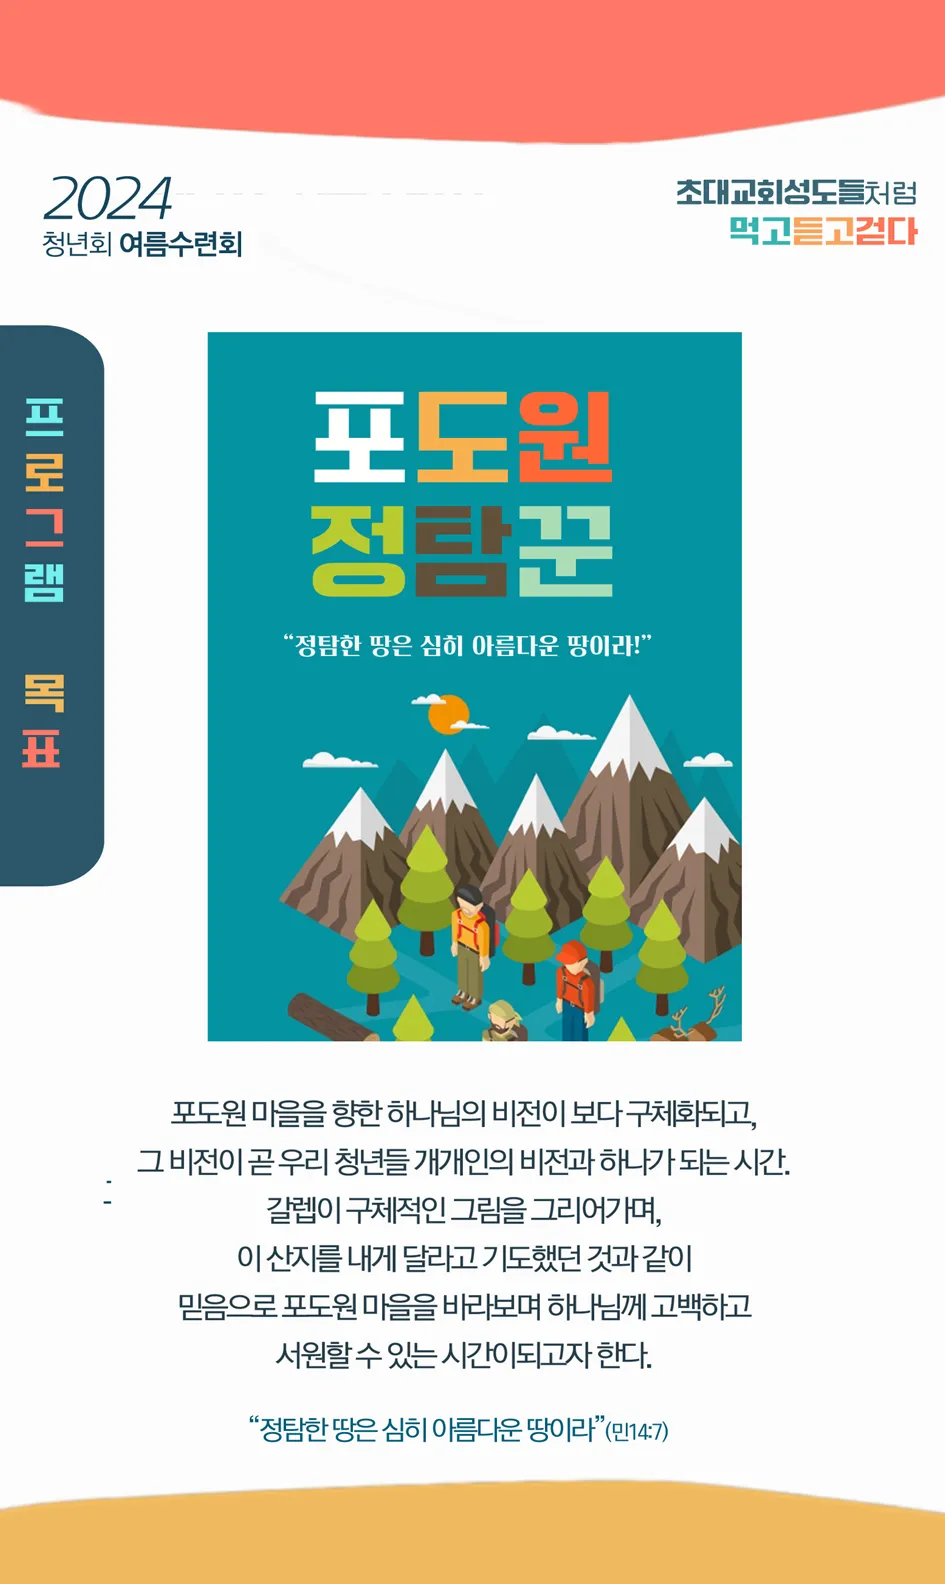 2024
청년회 여름수련회
초대교회성도들처럼
먹고듣고걷다
프로그램 목표
포도원
정탐꾼
“정탐한 땅은 심히 아름다운 땅이라!”
포도원 마을을 향한 하나님의 비전이 보다 구체화되고,
그 비전이 곧 우리 청년들 개개인의 비전과 하나가 되는 시간.
갈렙이 구체적인 그림을 그리어가며,
이 산지를 내게 달라고 기도했던 것과 같이
믿음으로 포도원 마을을 바라보며 하나님께 고백하고
서원할 수 있는 시간이되고자 한다.
“정탐한 땅은 심히 아름다운 땅이라”(민14:7)